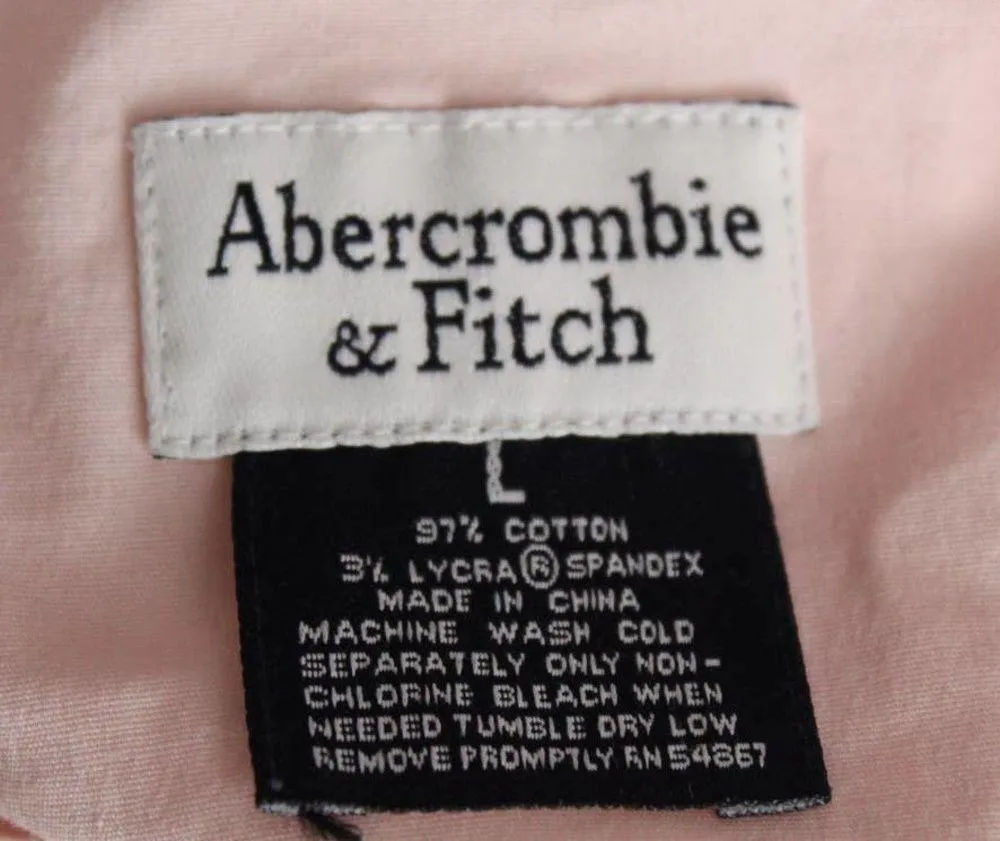 Abercrombie
& Fitch
L
97% COTTON
3% LYCRA® SPANDEX
MADE IN CHINA
MACHINE WASH COLD
SEPARATELY ONLY NON-
CHLORINE BLEACH WHEN
NEEDED TUMBLE DRY LOW
REMOVE PROMPTLY RN 54867